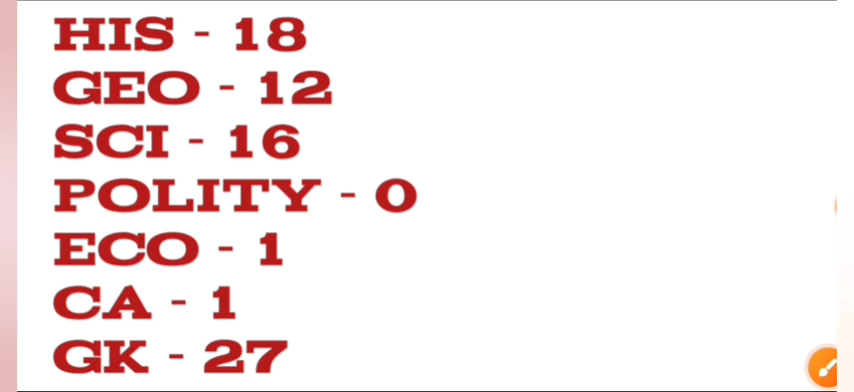 HIS - 18
GEO - 12
SCI - 16
POLITY - 0
ECO - 1
CA - 1
GK - 27